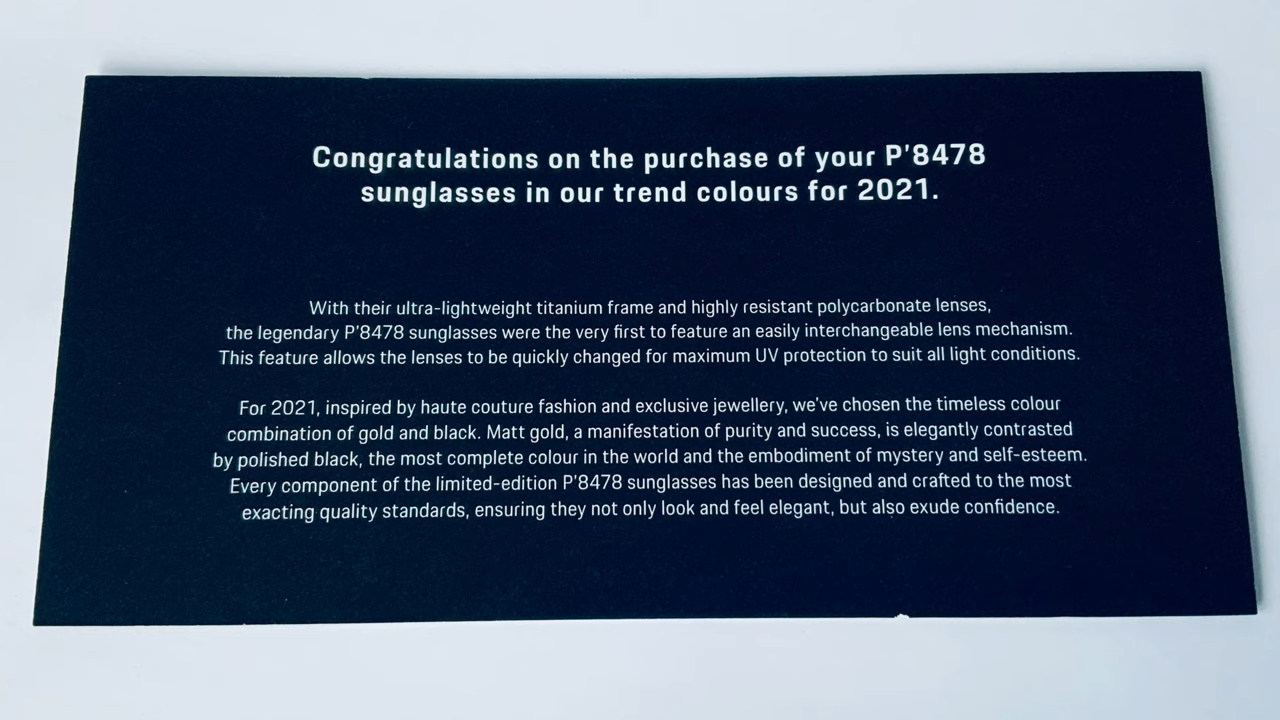 Congratulations on the purchase of your P'8478
sunglasses in our trend colours for 2021.
With their ultra-lightweight titanium frame and highly resistant polycarbonate lenses,
the legendary P'8478 sunglasses were the very first to feature an easily interchangeable lens mechanism.
This feature allows the lenses to be quickly changed for maximum UV protection to suit all light conditions.
For 2021, inspired by haute couture fashion and exclusive jewellery, we've chosen the timeless colour
combination of gold and black. Matt gold, a manifestation of purity and success, is elegantly contrasted
by polished black, the most complete colour in the world and the embodiment of mystery and self-esteem.
Every component of the limited-edition P'8478 sunglasses has been designed and crafted to the most
exacting quality standards, ensuring they not only look and feel elegant, but also exude confidence.